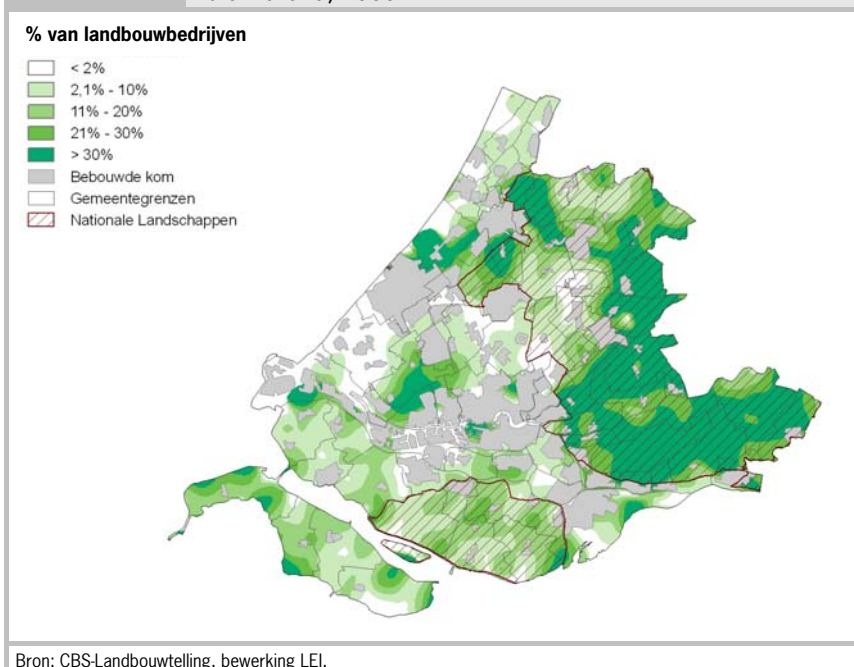 % van landbouwbedrijven
< 2%
2,1% - 10%
11% - 20%
21% - 30%
> 30%
Bebouwde kom
Gemeentegrenzen
Nationale Landschappen
Bron: CBS-Landbouwtelling, bewerking LEI.